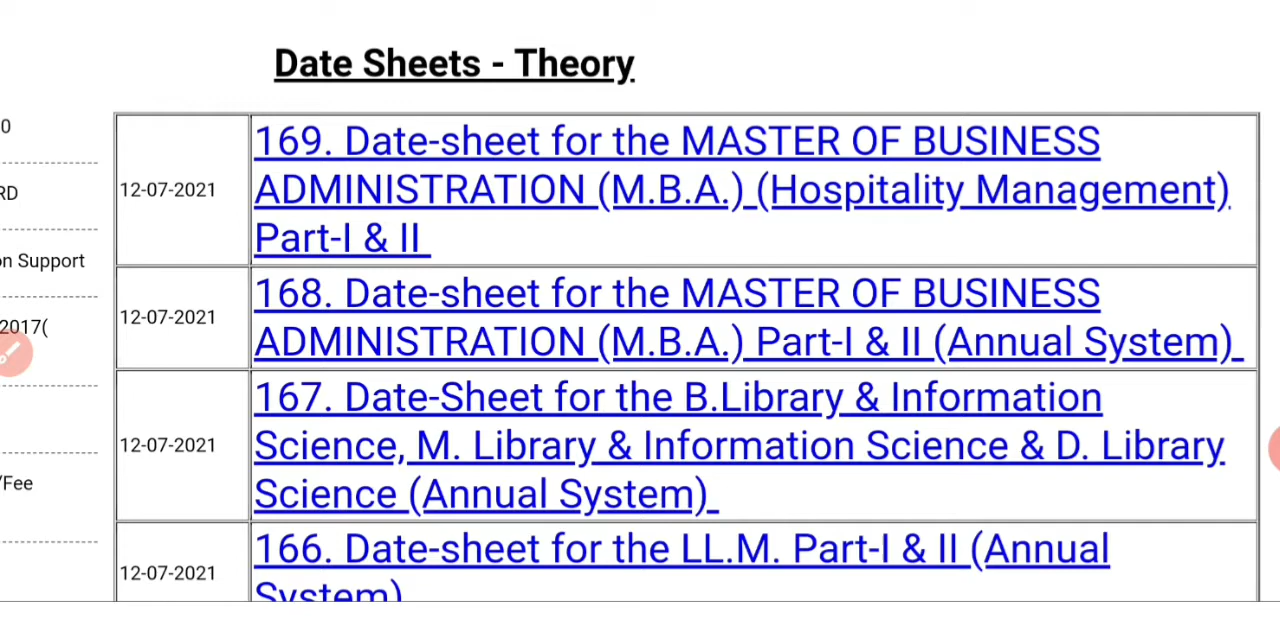 Date Sheets - Theory
0
RD
on Support
2017(
/Fee
12-07-2021
169. Date-sheet for the MASTER OF BUSINESS
ADMINISTRATION (M.B.A.) (Hospitality Management)
Part-I & II
12-07-2021
168. Date-sheet for the MASTER OF BUSINESS
ADMINISTRATION (M.B.A.) Part-I & II (Annual System)
12-07-2021
167. Date-Sheet for the B.Library & Information
Science, M. Library & Information Science & D. Library
Science (Annual System)
12-07-2021
166. Date-sheet for the LL.M. Part-I & II (Annual
System)